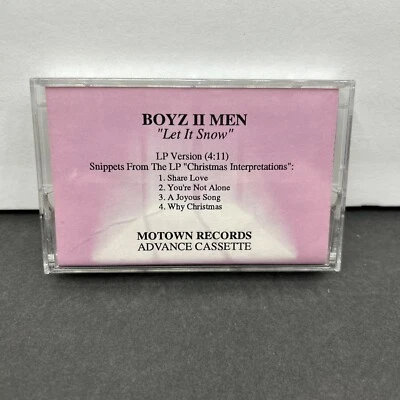 BOYZ II MEN
"Let It Snow"
LP Version (4:11)
Snippets From The LP "Christmas Interpretations":
1. Share Love
2. You're Not Alone
3. A Joyous Song
4. Why Christmas
MOTOWN RECORDS
ADVANCE CASSETTE